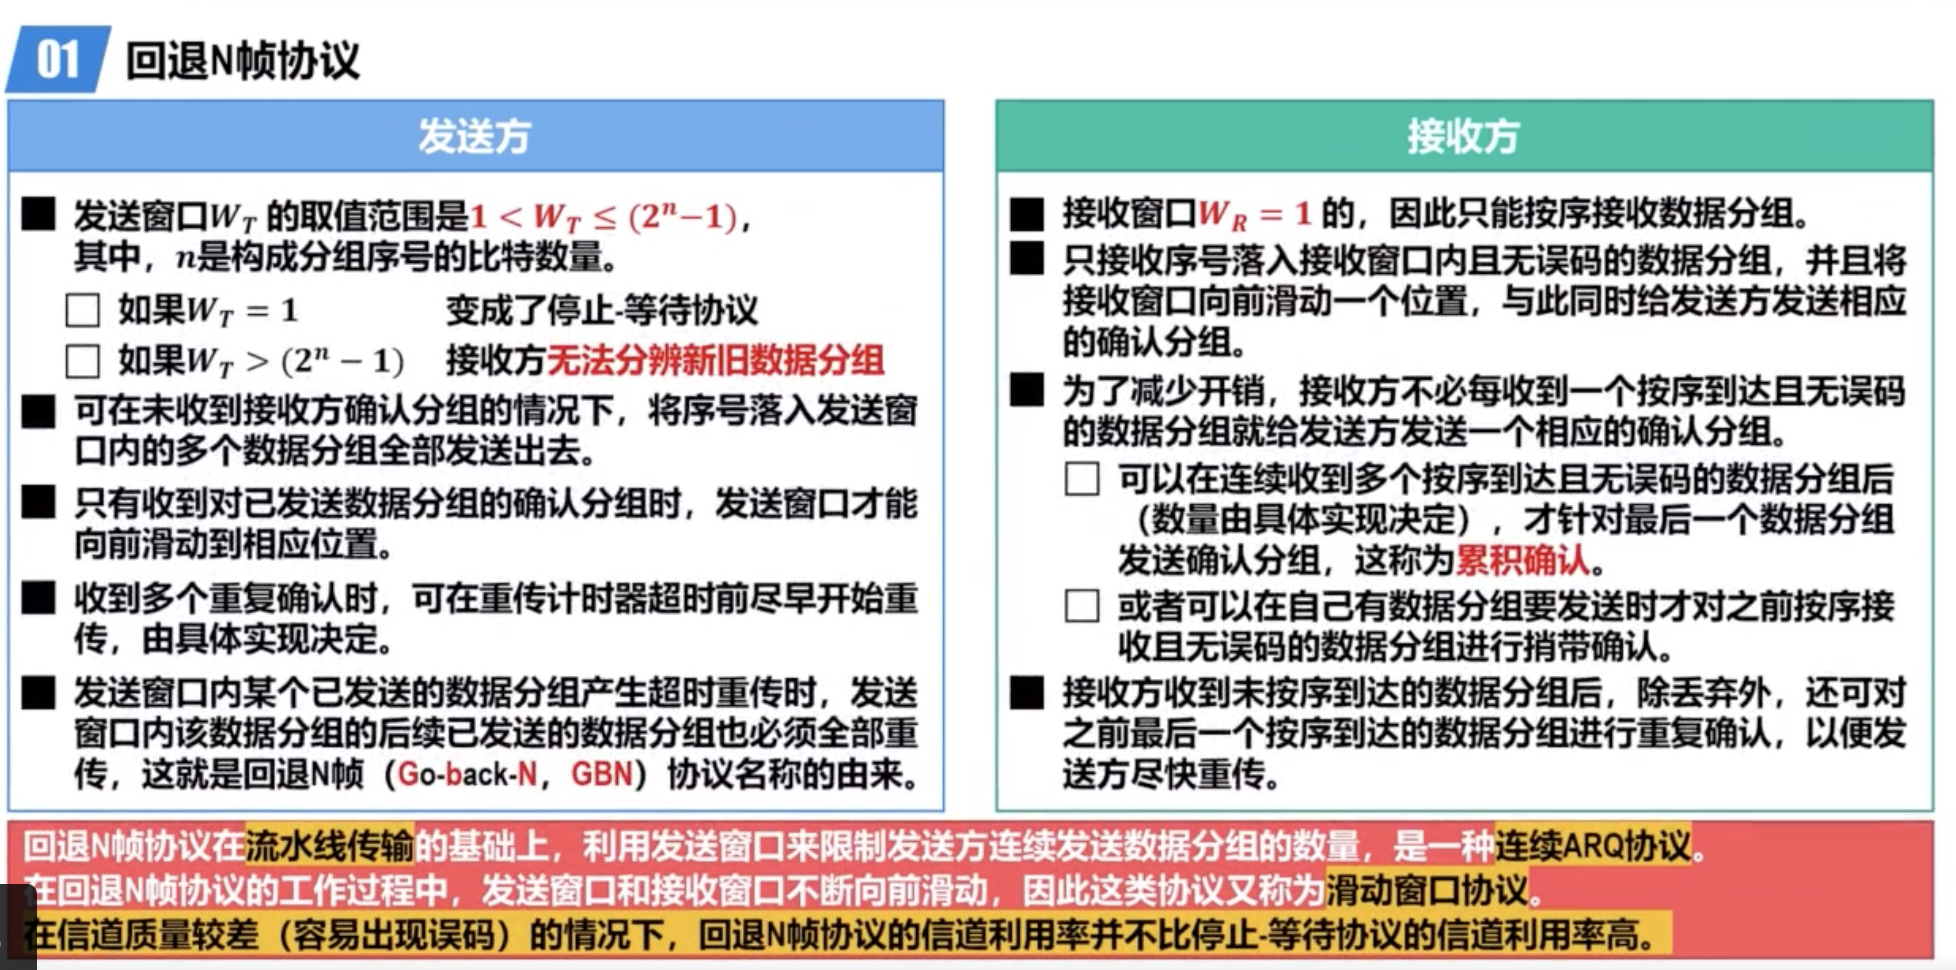 01 回退N帧协议
发送方
■ 发送窗口W_T 的取值范围是1 < W_T ≤ (2^n−1)，
其中，n是构成分组序号的比特数量。
□ 如果W_T = 1 变成了停止-等待协议
□ 如果W_T > (2^n − 1) 接收方无法分辨新旧数据分组
■ 可在未收到接收方确认分组的情况下，将序号落入发送窗
口内的多个数据分组全部发送出去。
■ 只有收到对已发送数据分组的确认分组时，发送窗口才能
向前滑动到相应位置。
■ 收到多个重复确认时，可在重传计时器超时前尽早开始重
传，由具体实现决定。
■ 发送窗口内某个已发送的数据分组产生超时重传时，发送
窗口内该数据分组的后续已发送的数据分组也必须全部重
传，这就是回退N帧（Go-back-N，GBN）协议名称的由来。
接收方
■ 接收窗口W_R = 1 的，因此只能按序接收数据分组。
■ 只接收序号落入接收窗口内且无误码的数据分组，并且将
接收窗口向前滑动一个位置，与此同时给发送方发送相应
的确认分组。
■ 为了减少开销，接收方不必每收到一个按序到达且无误码
的数据分组就给发送方发送一个相应的确认分组。
□ 可以在连续收到多个按序到达且无误码的数据分组后
（数量由具体实现决定），才针对最后一个数据分组
发送确认分组，这称为累积确认。
□ 或者可以在自己有数据分组要发送时才对之前按序接
收且无误码的数据分组进行捎带确认。
■ 接收方收到未按序到达的数据分组后，除丢弃外，还可对
之前最后一个按序到达的数据分组进行重复确认，以便发
送方尽快重传。
回退N帧协议在流水线传输的基础上，利用发送窗口来限制发送方连续发送数据分组的数量，是一种连续ARQ协议。
在回退N帧协议的工作过程中，发送窗口和接收窗口不断向前滑动，因此这类协议又称为滑动窗口协议。
在信道质量较差（容易出现误码）的情况下，回退N帧协议的信道利用率并不比停止-等待协议的信道利用率高。